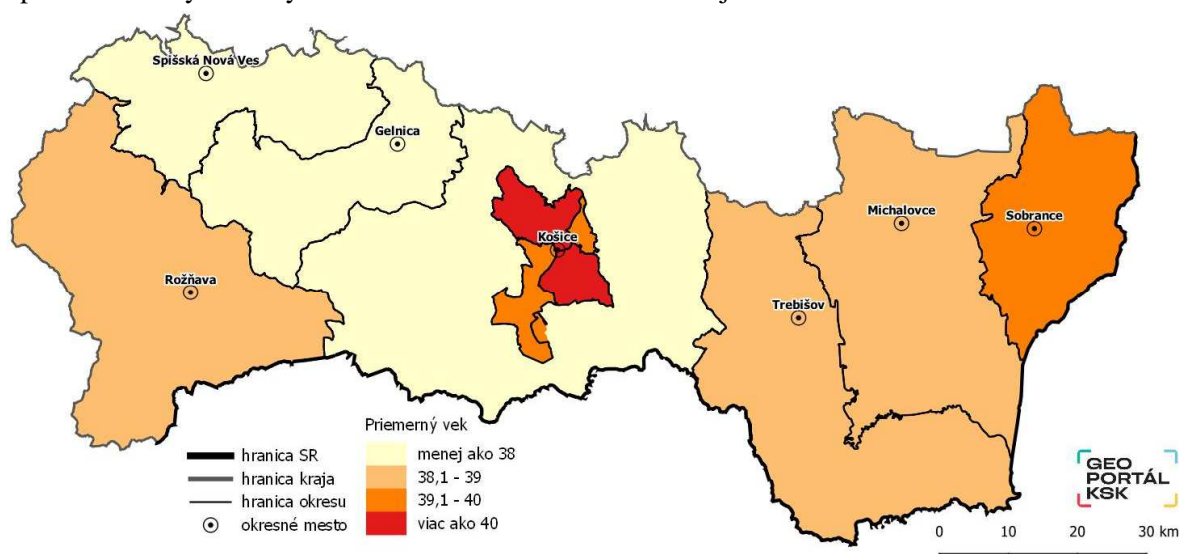 Spišská Nová Ves
Gelnica
Košice
Rožňava
Michalovce
Sobrance
Trebišov
Priemerný vek
hranica SR
hranica kraja
hranica okresu
okresné mesto
menej ako 38
38,1 - 39
39,1 - 40
viac ako 40
GEO
PORTÁL
KSK
0 10 20 30 km